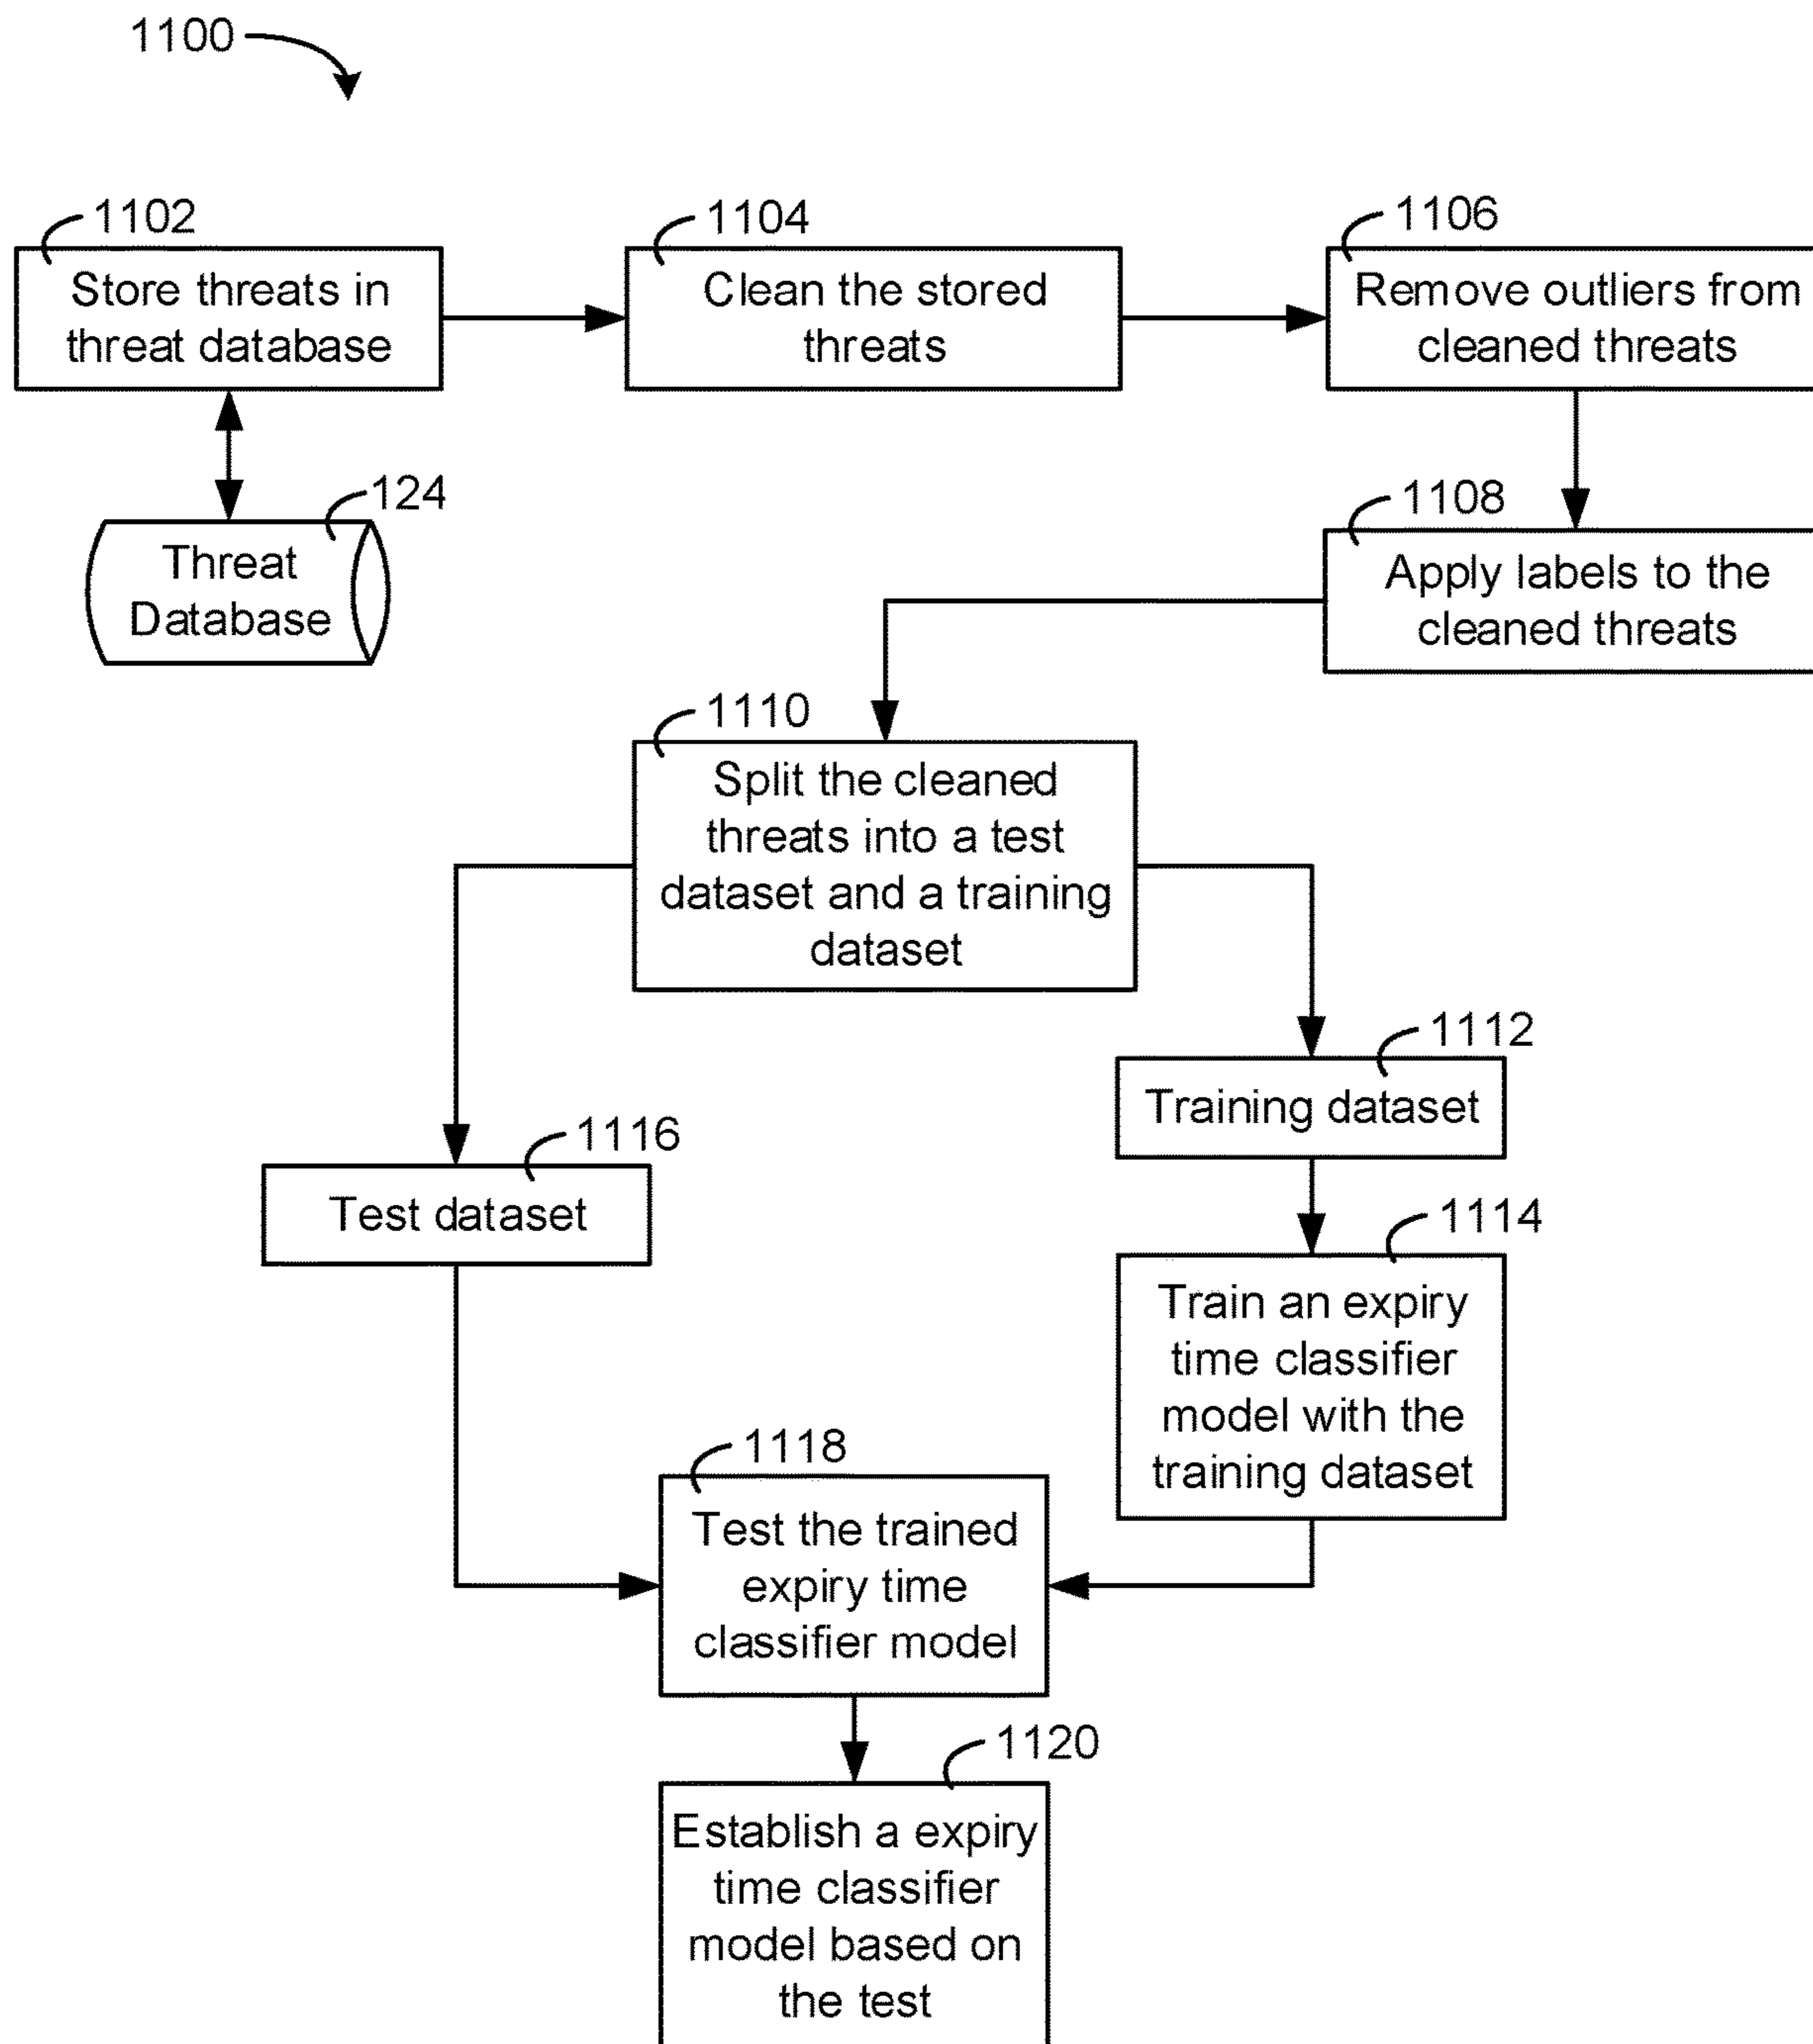 1100
1102
Store threats in
threat database
1104
Clean the stored
threats
1106
Remove outliers from
cleaned threats
124
Threat
Database
1108
Apply labels to the
cleaned threats
1110
Split the cleaned
threats into a test
dataset and a training
dataset
1112
Training dataset
1116
Test dataset
1114
Train an expiry
time classifier
model with the
training dataset
1118
Test the trained
expiry time
classifier model
1120
Establish a expiry
time classifier
model based on
the test